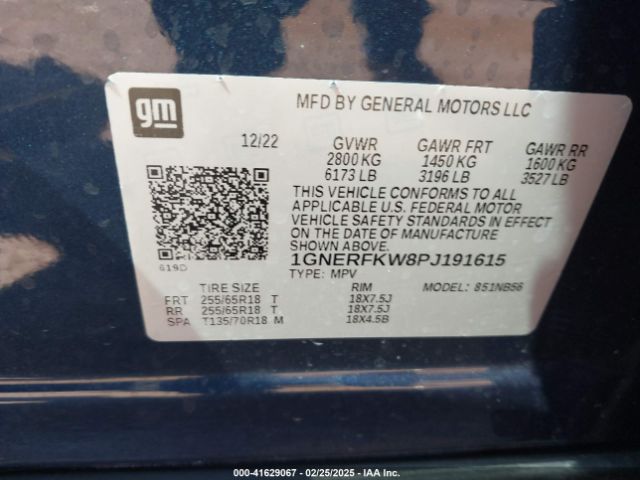 gm
MFD BY GENERAL MOTORS LLC
12/22 GVWR GAWR FRT GAWR RR
2800 KG 1450 KG 1600 KG
6173 LB 3196 LB 3527 LB
THIS VEHICLE CONFORMS TO ALL
APPLICABLE U.S. FEDERAL MOTOR
VEHICLE SAFETY STANDARDS IN EFFECT
ON THE DATE OF MANUFACTURE
SHOWN ABOVE.
619D 1GNERFKW8PJ191615
TYPE: MPV MODEL: 851NB56
TIRE SIZE RIM
FRT 255/65R18 T 18X7.5J
RR 255/65R18 T 18X7.5J
SPA T135/70R18 M 18X4.5B
000-41629067 - 02/25/2025 - IAA Inc.